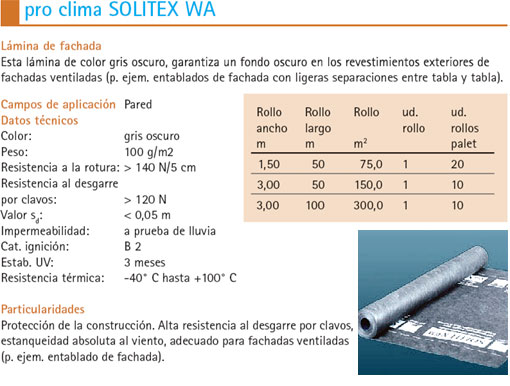 pro clima SOLITEX WA
Lámina de fachada
Esta lámina de color gris oscuro, garantiza un fondo oscuro en los revestimientos exteriores de
fachadas ventiladas (p. ejem. entablados de fachada con ligeras separaciones entre tabla y tabla).
Campos de aplicación Pared
Datos técnicos
Color: gris oscuro
Peso: 100 g/m2
Resistencia a la rotura: > 140 N/5 cm
Resistencia al desgarre
por clavos: > 120 N
Valor sd: < 0,05 m
Impermeabilidad: a prueba de lluvia
Cat. ignición: B 2
Estab. UV: 3 meses
Resistencia térmica: -40° C hasta +100° C
Rollo Rollo Rollo ud. ud.
ancho largo rollo rollos
m m m² palet
1,50 50 75,0 1 20
3,00 50 150,0 1 10
3,00 100 300,0 1 10
Particularidades
Protección de la construcción. Alta resistencia al desgarre por clavos,
estanqueidad absoluta al viento, adecuado para fachadas ventiladas
(p. ejem. entablado de fachada).
SOLITEX WA